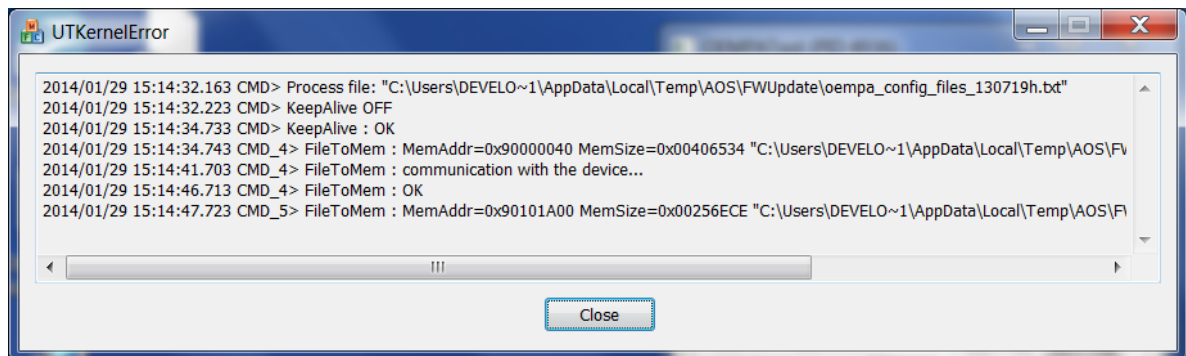 UTKernelError
2014/01/29 15:14:32.163 CMD> Process file: "C:\Users\DEVELO~1\AppData\Local\Temp\AOS\FWUpdate\oempa_config_files_130719h.txt"
2014/01/29 15:14:32.223 CMD> KeepAlive OFF
2014/01/29 15:14:34.733 CMD> KeepAlive : OK
2014/01/29 15:14:34.743 CMD_4> FileToMem : MemAddr=0x90000040 MemSize=0x00406534 "C:\Users\DEVELO~1\AppData\Local\Temp\AOS\FV
2014/01/29 15:14:41.703 CMD_4> FileToMem : communication with the device...
2014/01/29 15:14:46.713 CMD_4> FileToMem : OK
2014/01/29 15:14:47.723 CMD_5> FileToMem : MemAddr=0x90101A00 MemSize=0x00256ECE "C:\Users\DEVELO~1\AppData\Local\Temp\AOS\F\
Close